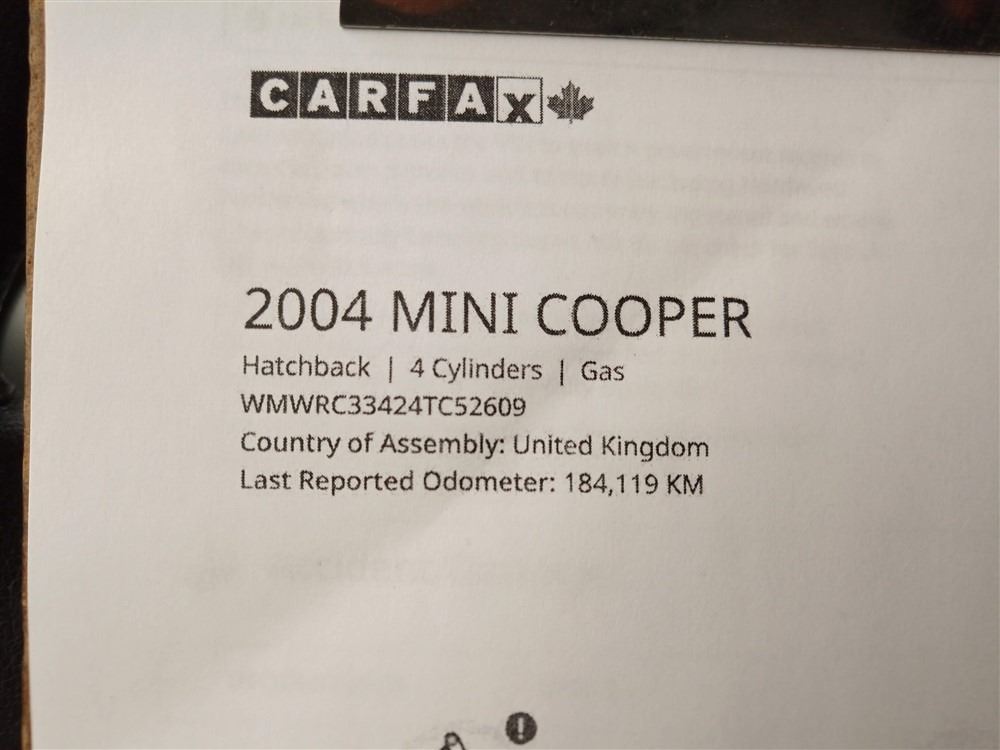 CARFAX
2004 MINI COOPER
Hatchback | 4 Cylinders | Gas
WMWRC33424TC52609
Country of Assembly: United Kingdom
Last Reported Odometer: 184,119 KM